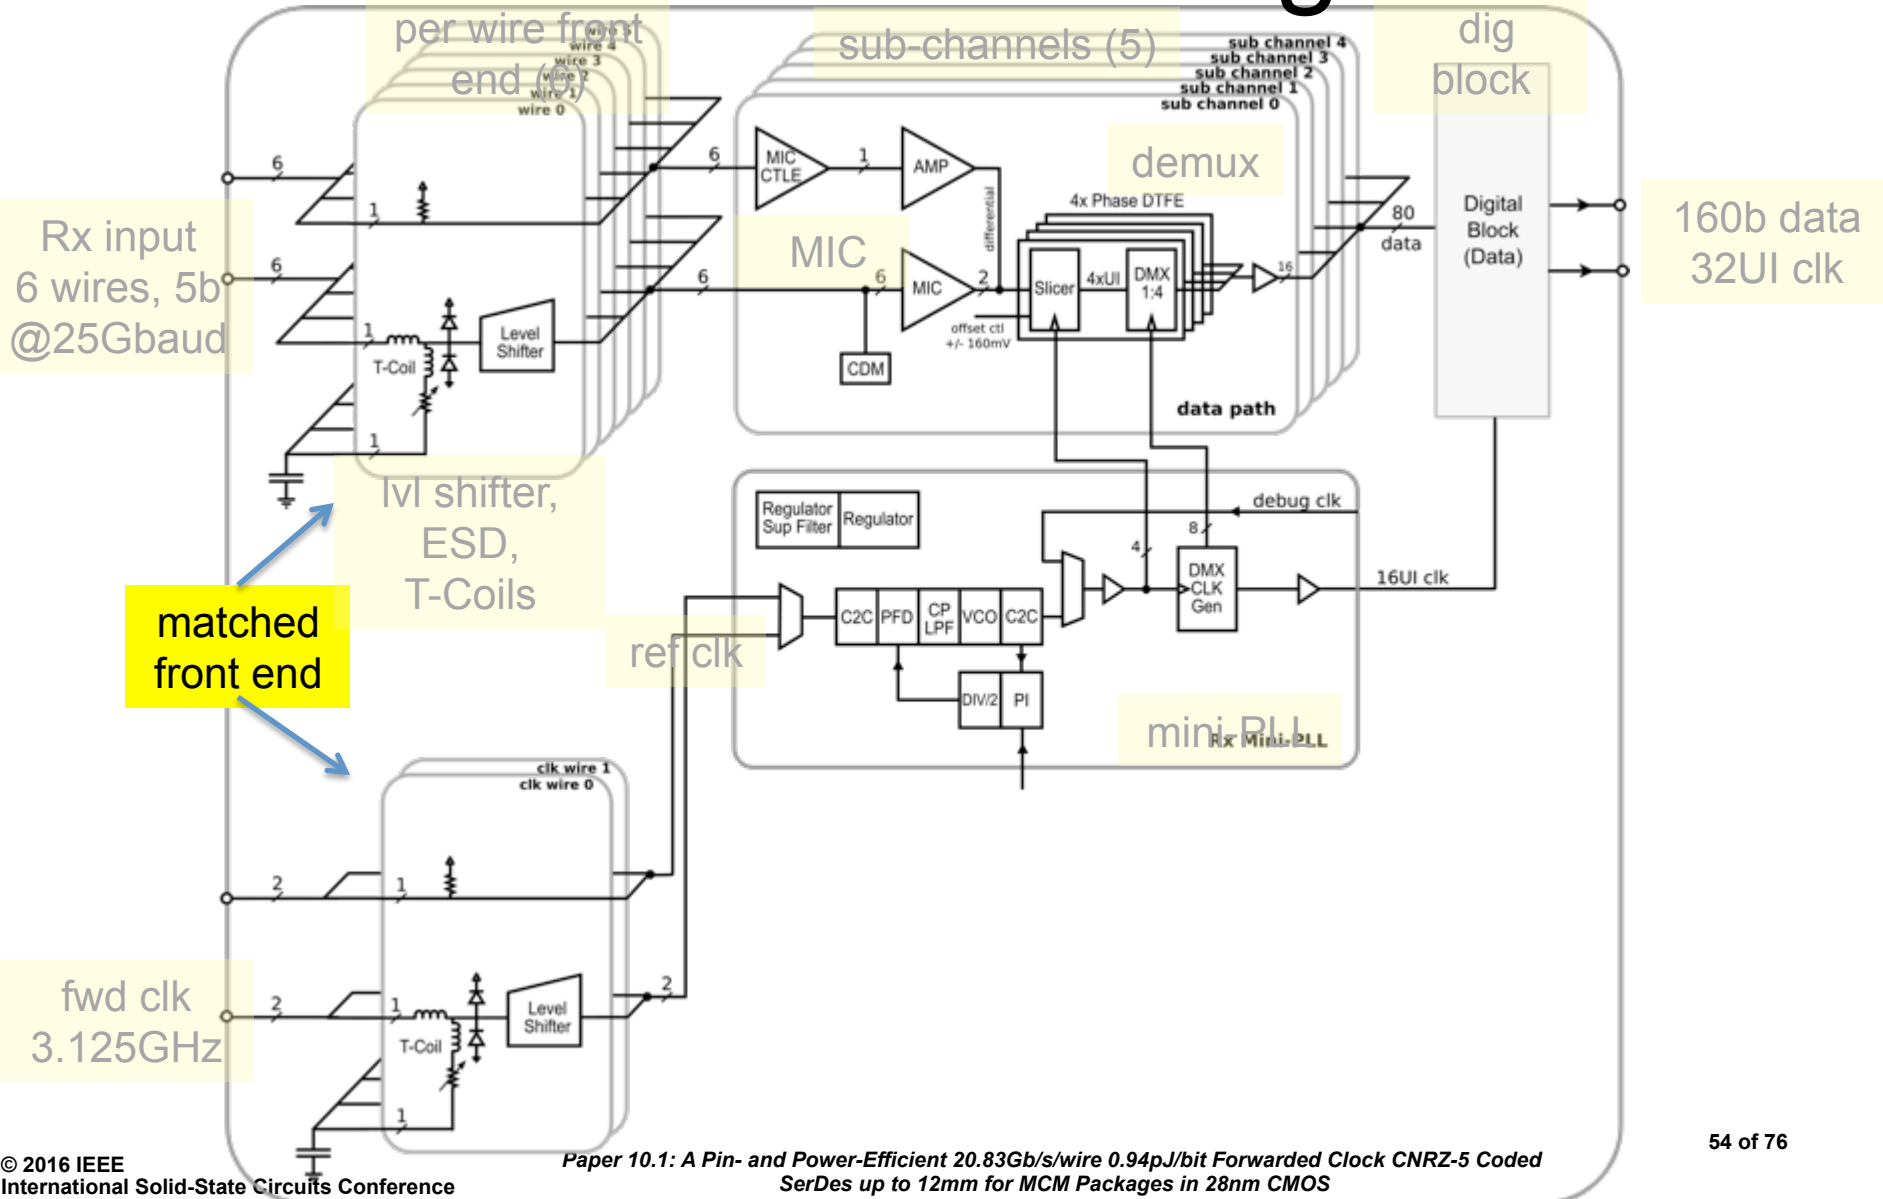 per wire front
end (6)
wire 5
wire 4
wire 3
wire 2
wire 1
wire 0
sub-channels (5)
sub channel 4
sub channel 3
sub channel 2
sub channel 1
sub channel 0
dig
block
6
6
1
1
T-Coil
Level
Shifter
1
Rx input
6 wires, 5b
@25Gbaud
6
MIC
CTLE
1
AMP
differential
demux
4x Phase DTFE
MIC
6
6
MIC
2
Slicer
4xUI
DMX
1:4
16
offset ctl
+/- 160mV
CDM
data path
80
data
Digital
Block
(Data)
160b data
32UI clk
lvl shifter,
ESD,
T-Coils
matched
front end
Regulator
Sup Filter
Regulator
debug clk
4
8
DMX
CLK
Gen
16UI clk
ref clk
C2C
PFD
CP
LPF
VCO
C2C
DIV/2
PI
mini-PLL
Rx Mini-PLL
clk wire 1
clk wire 0
2
1
2
fwd clk
3.125GHz
2
1
T-Coil
Level
Shifter
1
54 of 76
© 2016 IEEE
International Solid-State Circuits Conference
Paper 10.1: A Pin- and Power-Efficient 20.83Gb/s/wire 0.94pJ/bit Forwarded Clock CNRZ-5 Coded
SerDes up to 12mm for MCM Packages in 28nm CMOS